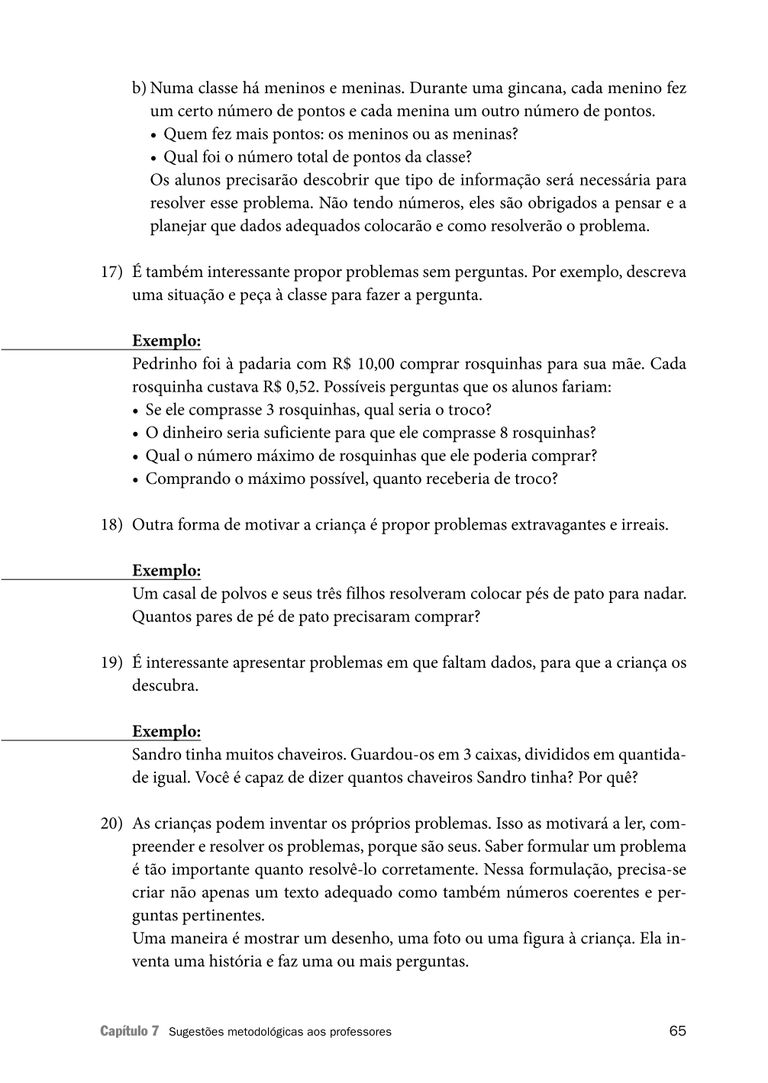 b) Numa classe há meninos e meninas. Durante uma gincana, cada menino fez
um certo número de pontos e cada menina um outro número de pontos.
• Quem fez mais pontos: os meninos ou as meninas?
• Qual foi o número total de pontos da classe?
Os alunos precisarão descobrir que tipo de informação será necessária para
resolver esse problema. Não tendo números, eles são obrigados a pensar e a
planejar que dados adequados colocarão e como resolverão o problema.
17) É também interessante propor problemas sem perguntas. Por exemplo, descreva
uma situação e peça à classe para fazer a pergunta.
Exemplo:
Pedrinho foi à padaria com R$ 10,00 comprar rosquinhas para sua mãe. Cada
rosquinha custava R$ 0,52. Possíveis perguntas que os alunos fariam:
• Se ele comprasse 3 rosquinhas, qual seria o troco?
• O dinheiro seria suficiente para que ele comprasse 8 rosquinhas?
• Qual o número máximo de rosquinhas que ele poderia comprar?
• Comprando o máximo possível, quanto receberia de troco?
18) Outra forma de motivar a criança é propor problemas extravagantes e irreais.
Exemplo:
Um casal de polvos e seus três filhos resolveram colocar pés de pato para nadar.
Quantos pares de pé de pato precisaram comprar?
19) É interessante apresentar problemas em que faltam dados, para que a criança os
descubra.
Exemplo:
Sandro tinha muitos chaveiros. Guardou-os em 3 caixas, divididos em quantida-
de igual. Você é capaz de dizer quantos chaveiros Sandro tinha? Por quê?
20) As crianças podem inventar os próprios problemas. Isso as motivará a ler, com-
preender e resolver os problemas, porque são seus. Saber formular um problema
é tão importante quanto resolvê-lo corretamente. Nessa formulação, precisa-se
criar não apenas um texto adequado como também números coerentes e per-
guntas pertinentes.
Uma maneira é mostrar um desenho, uma foto ou uma figura à criança. Ela in-
venta uma história e faz uma ou mais perguntas.
Capítulo 7 Sugestões metodológicas aos professores 65